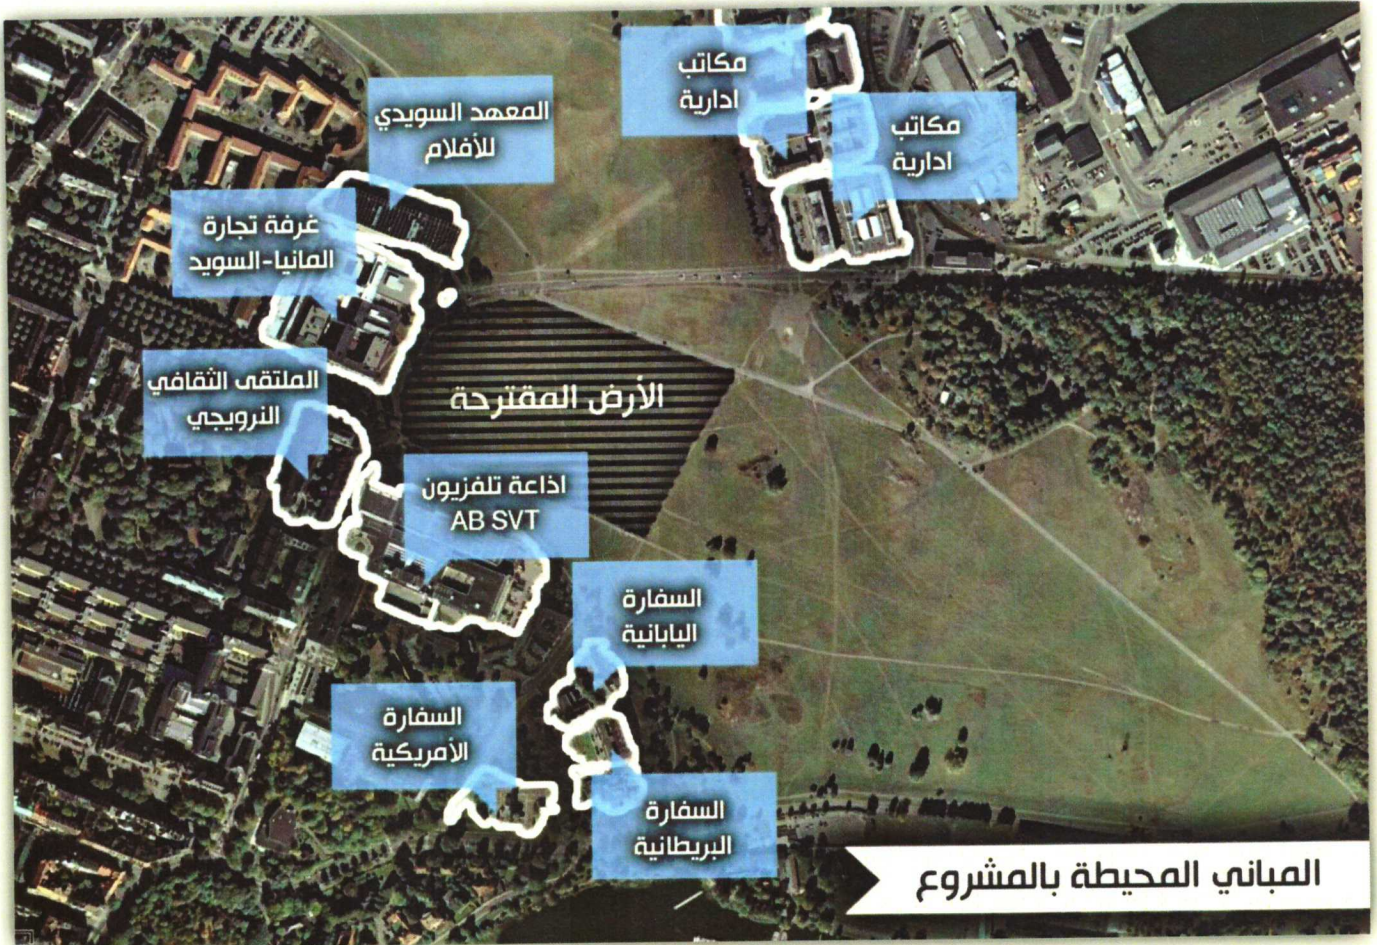 مكاتب
ادارية
مكاتب
ادارية
المعهد السويدي
للأفلام
غرفة تجارة
المانيا-السويد
الملتقى الثقافي
النرويجي
الأرض المقترحة
اذاعة تلفزيون
AB SVT
السفارة
اليابانية
السفارة
الأمريكية
السفارة
البريطانية
المباني المحيطة بالمشروع